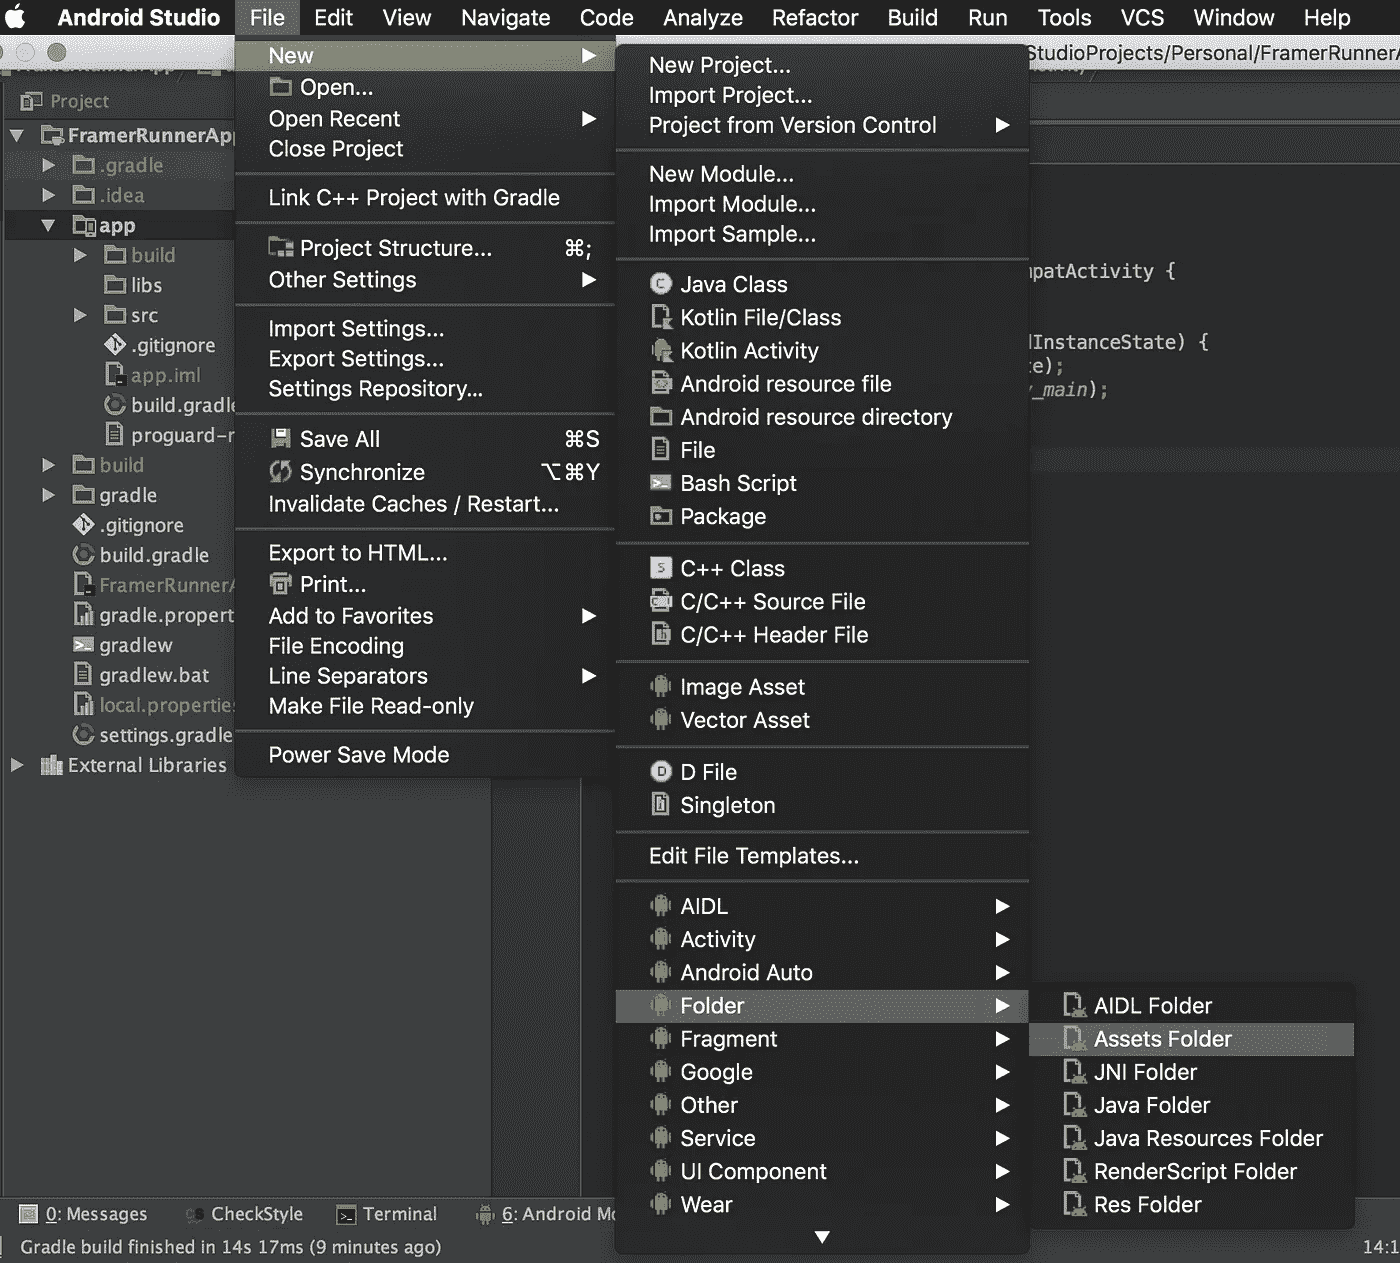 Android Studio File Edit View Navigate Code Analyze Refactor Build Run Tools VCS Window Help
StudioProjects/Personal/FramerRunnerA
Project
FramerRunnerApp
.gradle
.idea
app
build
libs
src
.gitignore
app.iml
build.gradle
proguard-r
build
gradle
.gitignore
build.gradle
FramerRunnerA
gradle.propert
gradlew
gradlew.bat
local.properties
settings.gradle
External Libraries
New
Open...
Open Recent
Close Project
Link C++ Project with Gradle
Project Structure... ⌘;
Other Settings
Import Settings...
Export Settings...
Settings Repository...
Save All ⌘S
Synchronize ⌥⌘Y
Invalidate Caches / Restart...
Export to HTML...
Print...
Add to Favorites
File Encoding
Line Separators
Make File Read-only
Power Save Mode
New Project...
Import Project...
Project from Version Control
New Module...
Import Module...
Import Sample...
Java Class
Kotlin File/Class
Kotlin Activity
Android resource file
Android resource directory
File
Bash Script
Package
C++ Class
C/C++ Source File
C/C++ Header File
Image Asset
Vector Asset
D File
Singleton
Edit File Templates...
AIDL
Activity
Android Auto
Folder
Fragment
Google
Other
Service
UI Component
Wear
AIDL Folder
Assets Folder
JNI Folder
Java Folder
Java Resources Folder
RenderScript Folder
Res Folder
patActivity {
InstanceState) {
te);
y_main);
0: Messages CheckStyle Terminal 6: Android Mo
Gradle build finished in 14s 17ms (9 minutes ago) 14:1